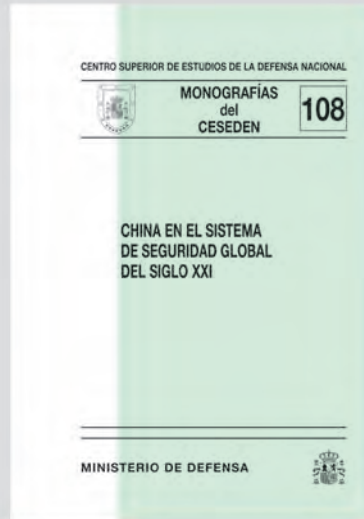 CENTRO SUPERIOR DE ESTUDIOS DE LA DEFENSA NACIONAL
MONOGRAFÍAS
del
CESEDEN
108
CHINA EN EL SISTEMA
DE SEGURIDAD GLOBAL
DEL SIGLO XXI
MINISTERIO DE DEFENSA